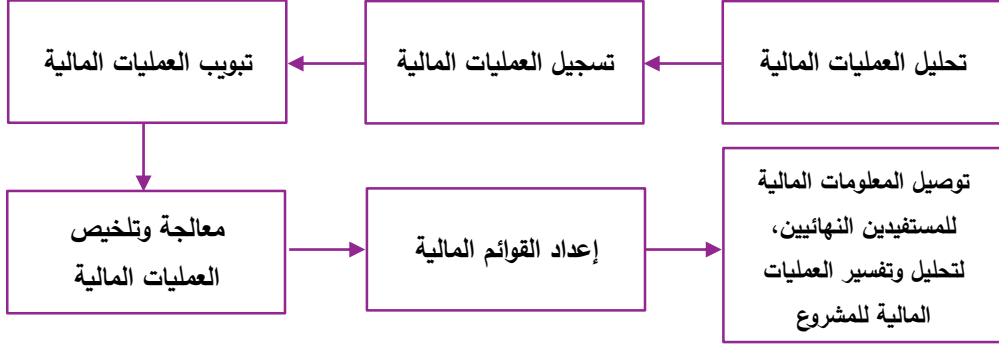 تحليل العمليات المالية
تسجيل العمليات المالية
تبويب العمليات المالية
معالجة وتلخيص
العمليات المالية
إعداد القوائم المالية
توصيل المعلومات المالية
للمستفيدين النهائيين،
لتحليل وتفسير العمليات
المالية للمشروع